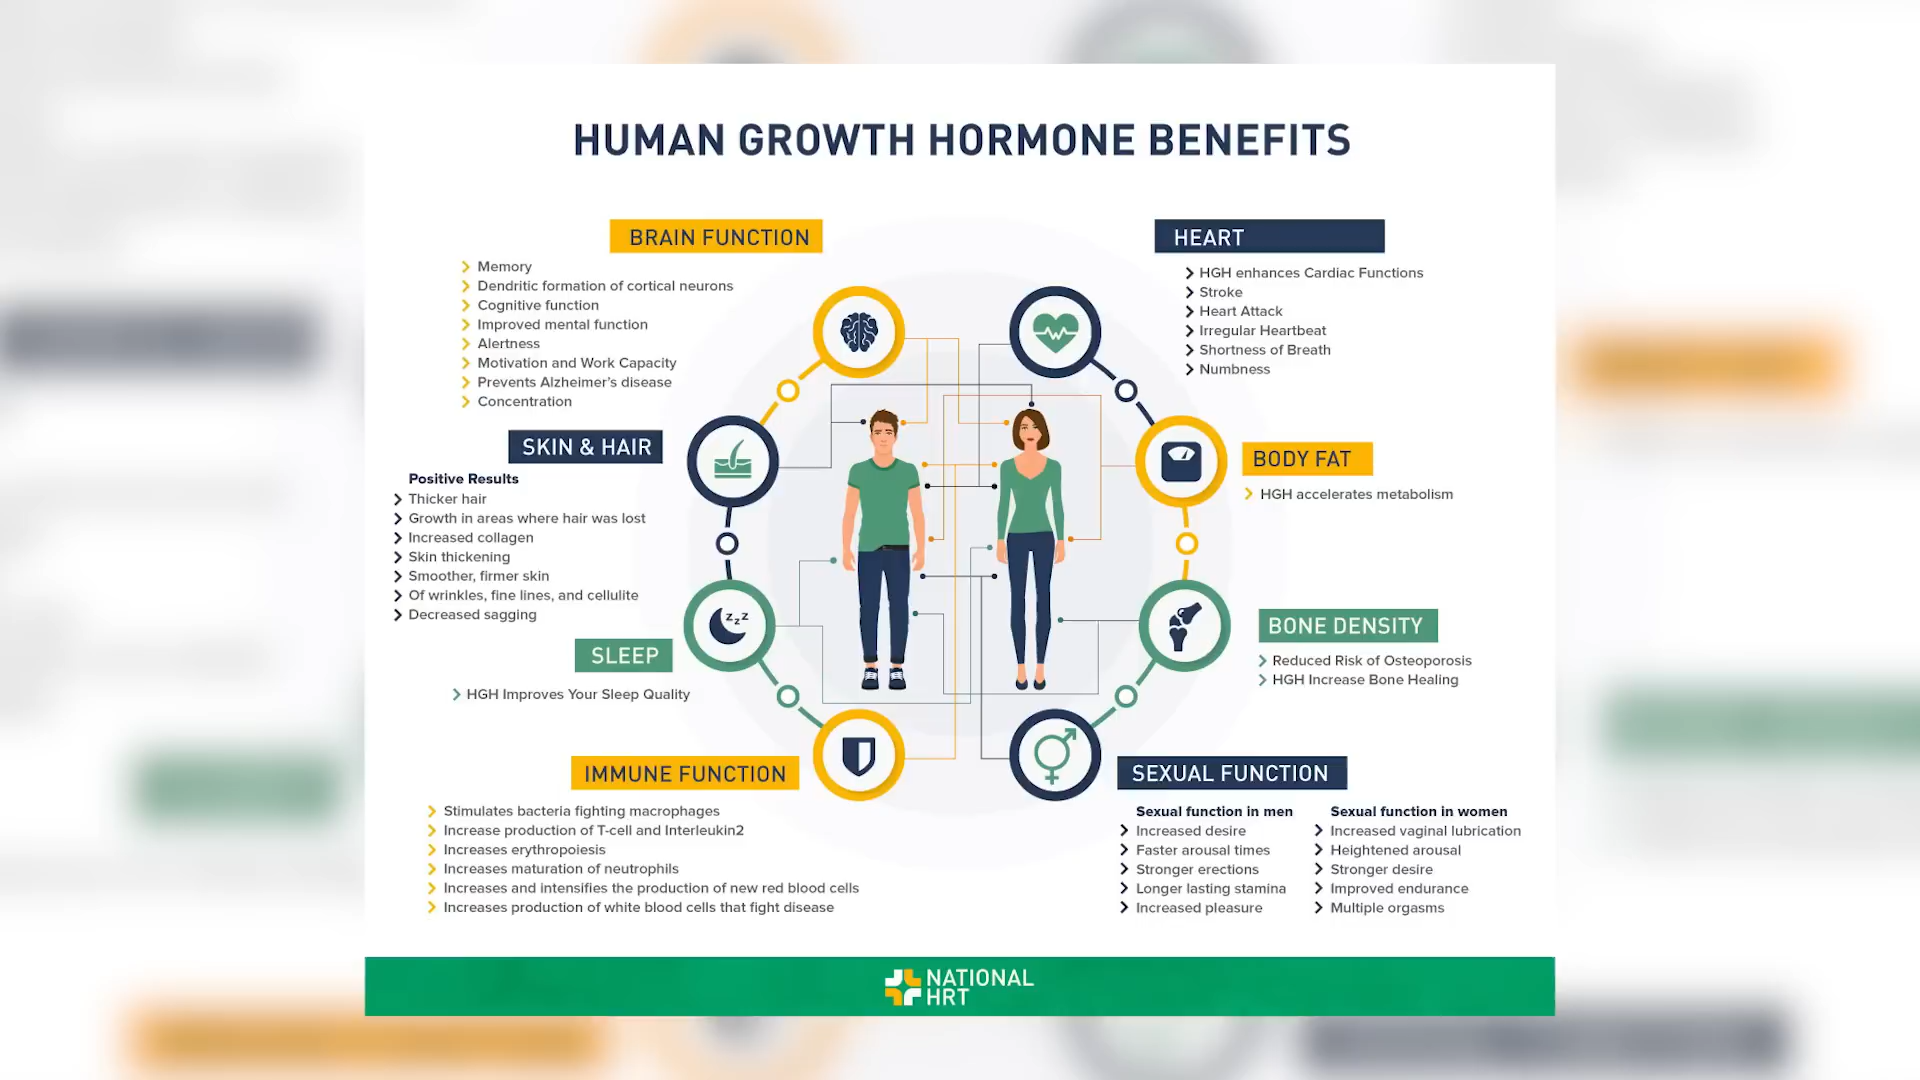 HUMAN GROWTH HORMONE BENEFITS
BRAIN FUNCTION
Memory
Dendritic formation of cortical neurons
Cognitive function
Improved mental function
Alertness
Motivation and Work Capacity
Prevents Alzheimer's disease
Concentration
SKIN & HAIR
Positive Results
Thicker hair
Growth in areas where hair was lost
Increased collagen
Skin thickening
Smoother, firmer skin
Of wrinkles, fine lines, and cellulite
Decreased sagging
zzz
SLEEP
HGH Improves Your Sleep Quality
IMMUNE FUNCTION
Stimulates bacteria fighting macrophages
Increase production of T-cell and Interleukin2
Increases erythropoiesis
Increases maturation of neutrophils
Increases and intensifies the production of new red blood cells
Increases production of white blood cells that fight disease
HEART
HGH enhances Cardiac Functions
Stroke
Heart Attack
Irregular Heartbeat
Shortness of Breath
Numbness
BODY FAT
HGH accelerates metabolism
BONE DENSITY
Reduced Risk of Osteoporosis
HGH Increase Bone Healing
SEXUAL FUNCTION
Sexual function in men
Increased desire
Faster arousal times
Stronger erections
Longer lasting stamina
Increased pleasure
Sexual function in women
Increased vaginal lubrication
Heightened arousal
Stronger desire
Improved endurance
Multiple orgasms
NATIONAL
HRT